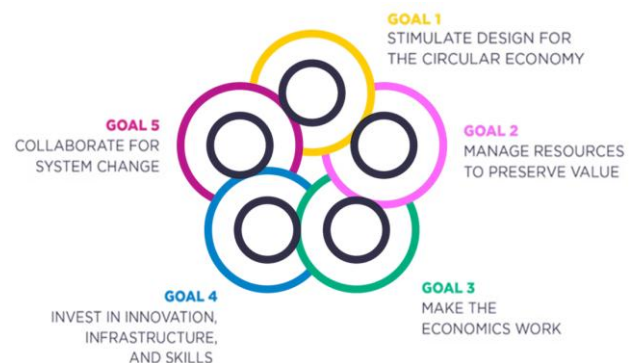 GOAL 1
STIMULATE DESIGN FOR
THE CIRCULAR ECONOMY
GOAL 2
MANAGE RESOURCES
TO PRESERVE VALUE
GOAL 3
MAKE THE
ECONOMICS WORK
GOAL 4
INVEST IN INNOVATION,
INFRASTRUCTURE,
AND SKILLS
GOAL 5
COLLABORATE FOR
SYSTEM CHANGE